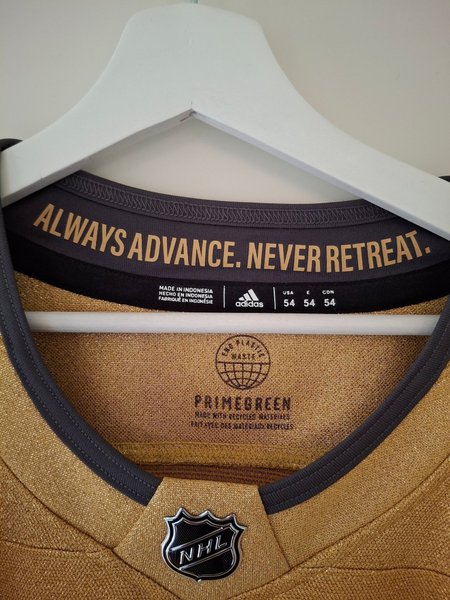 ALWAYS ADVANCE. NEVER RETREAT.
MADE IN INDONESIA
HECHO EN INDONESIA
FABRIQUÉ EN INDONÉSIE
adidas
USA E CDN
54 54 54
END PLASTIC
WASTE
PRIMEGREEN
MADE WITH RECYCLED MATERIALS
FAIT AVEC DES MATERIAUX RECYCLÉS
NHL